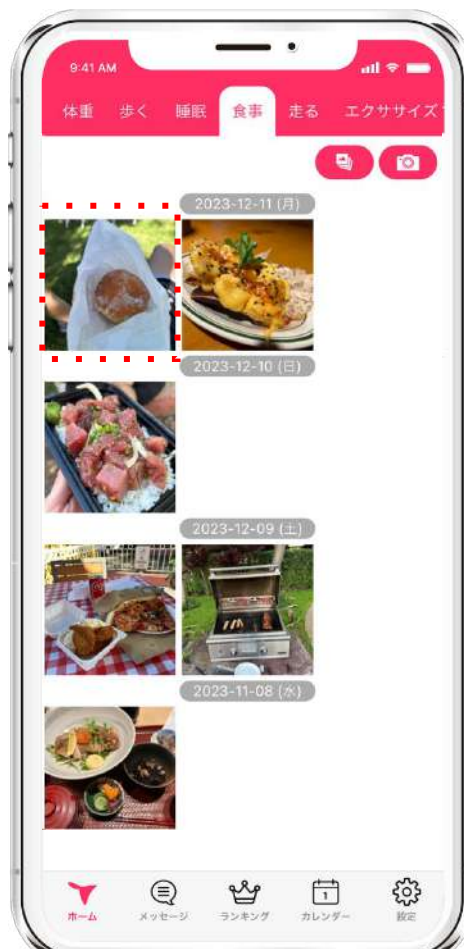 9:41 AM
体重 歩く 睡眠 食事 走る エクササイズ
2023-12-11 (月)
2023-12-10 (日)
2023-12-09 (土)
2023-11-08 (水)
ホーム メッセージ ランキング 1 カレンダー 設定